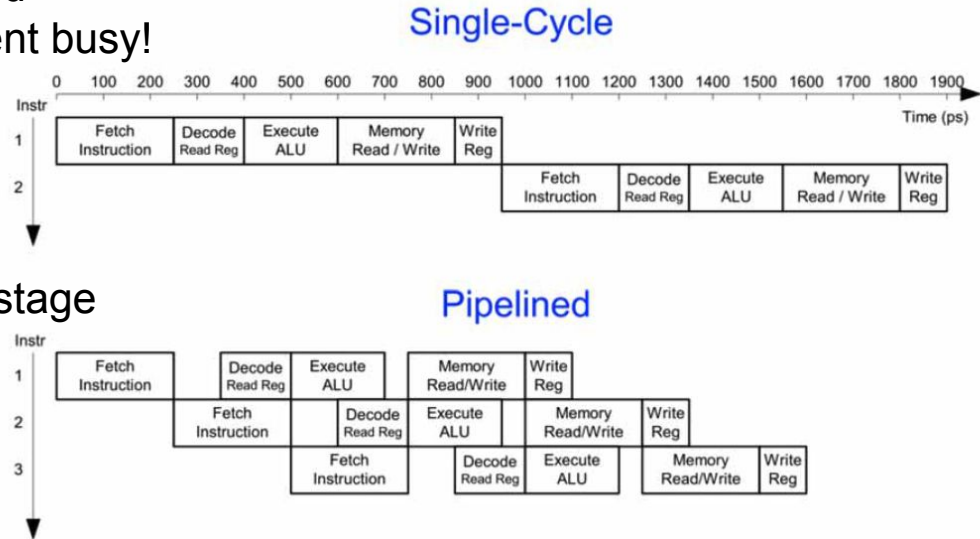 ent busy!
Single-Cycle
0 100 200 300 400 500 600 700 800 900 1000 1100 1200 1300 1400 1500 1600 1700 1800 1900
Time (ps)
Instr
1
Fetch Instruction
Decode Read Reg
Execute ALU
Memory Read / Write
Write Reg
2
Fetch Instruction
Decode Read Reg
Execute ALU
Memory Read / Write
Write Reg
stage
Pipelined
Instr
1
Fetch Instruction
Decode Read Reg
Execute ALU
Memory Read/Write
Write Reg
2
Fetch Instruction
Decode Read Reg
Execute ALU
Memory Read/Write
Write Reg
3
Fetch Instruction
Decode Read Reg
Execute ALU
Memory Read/Write
Write Reg